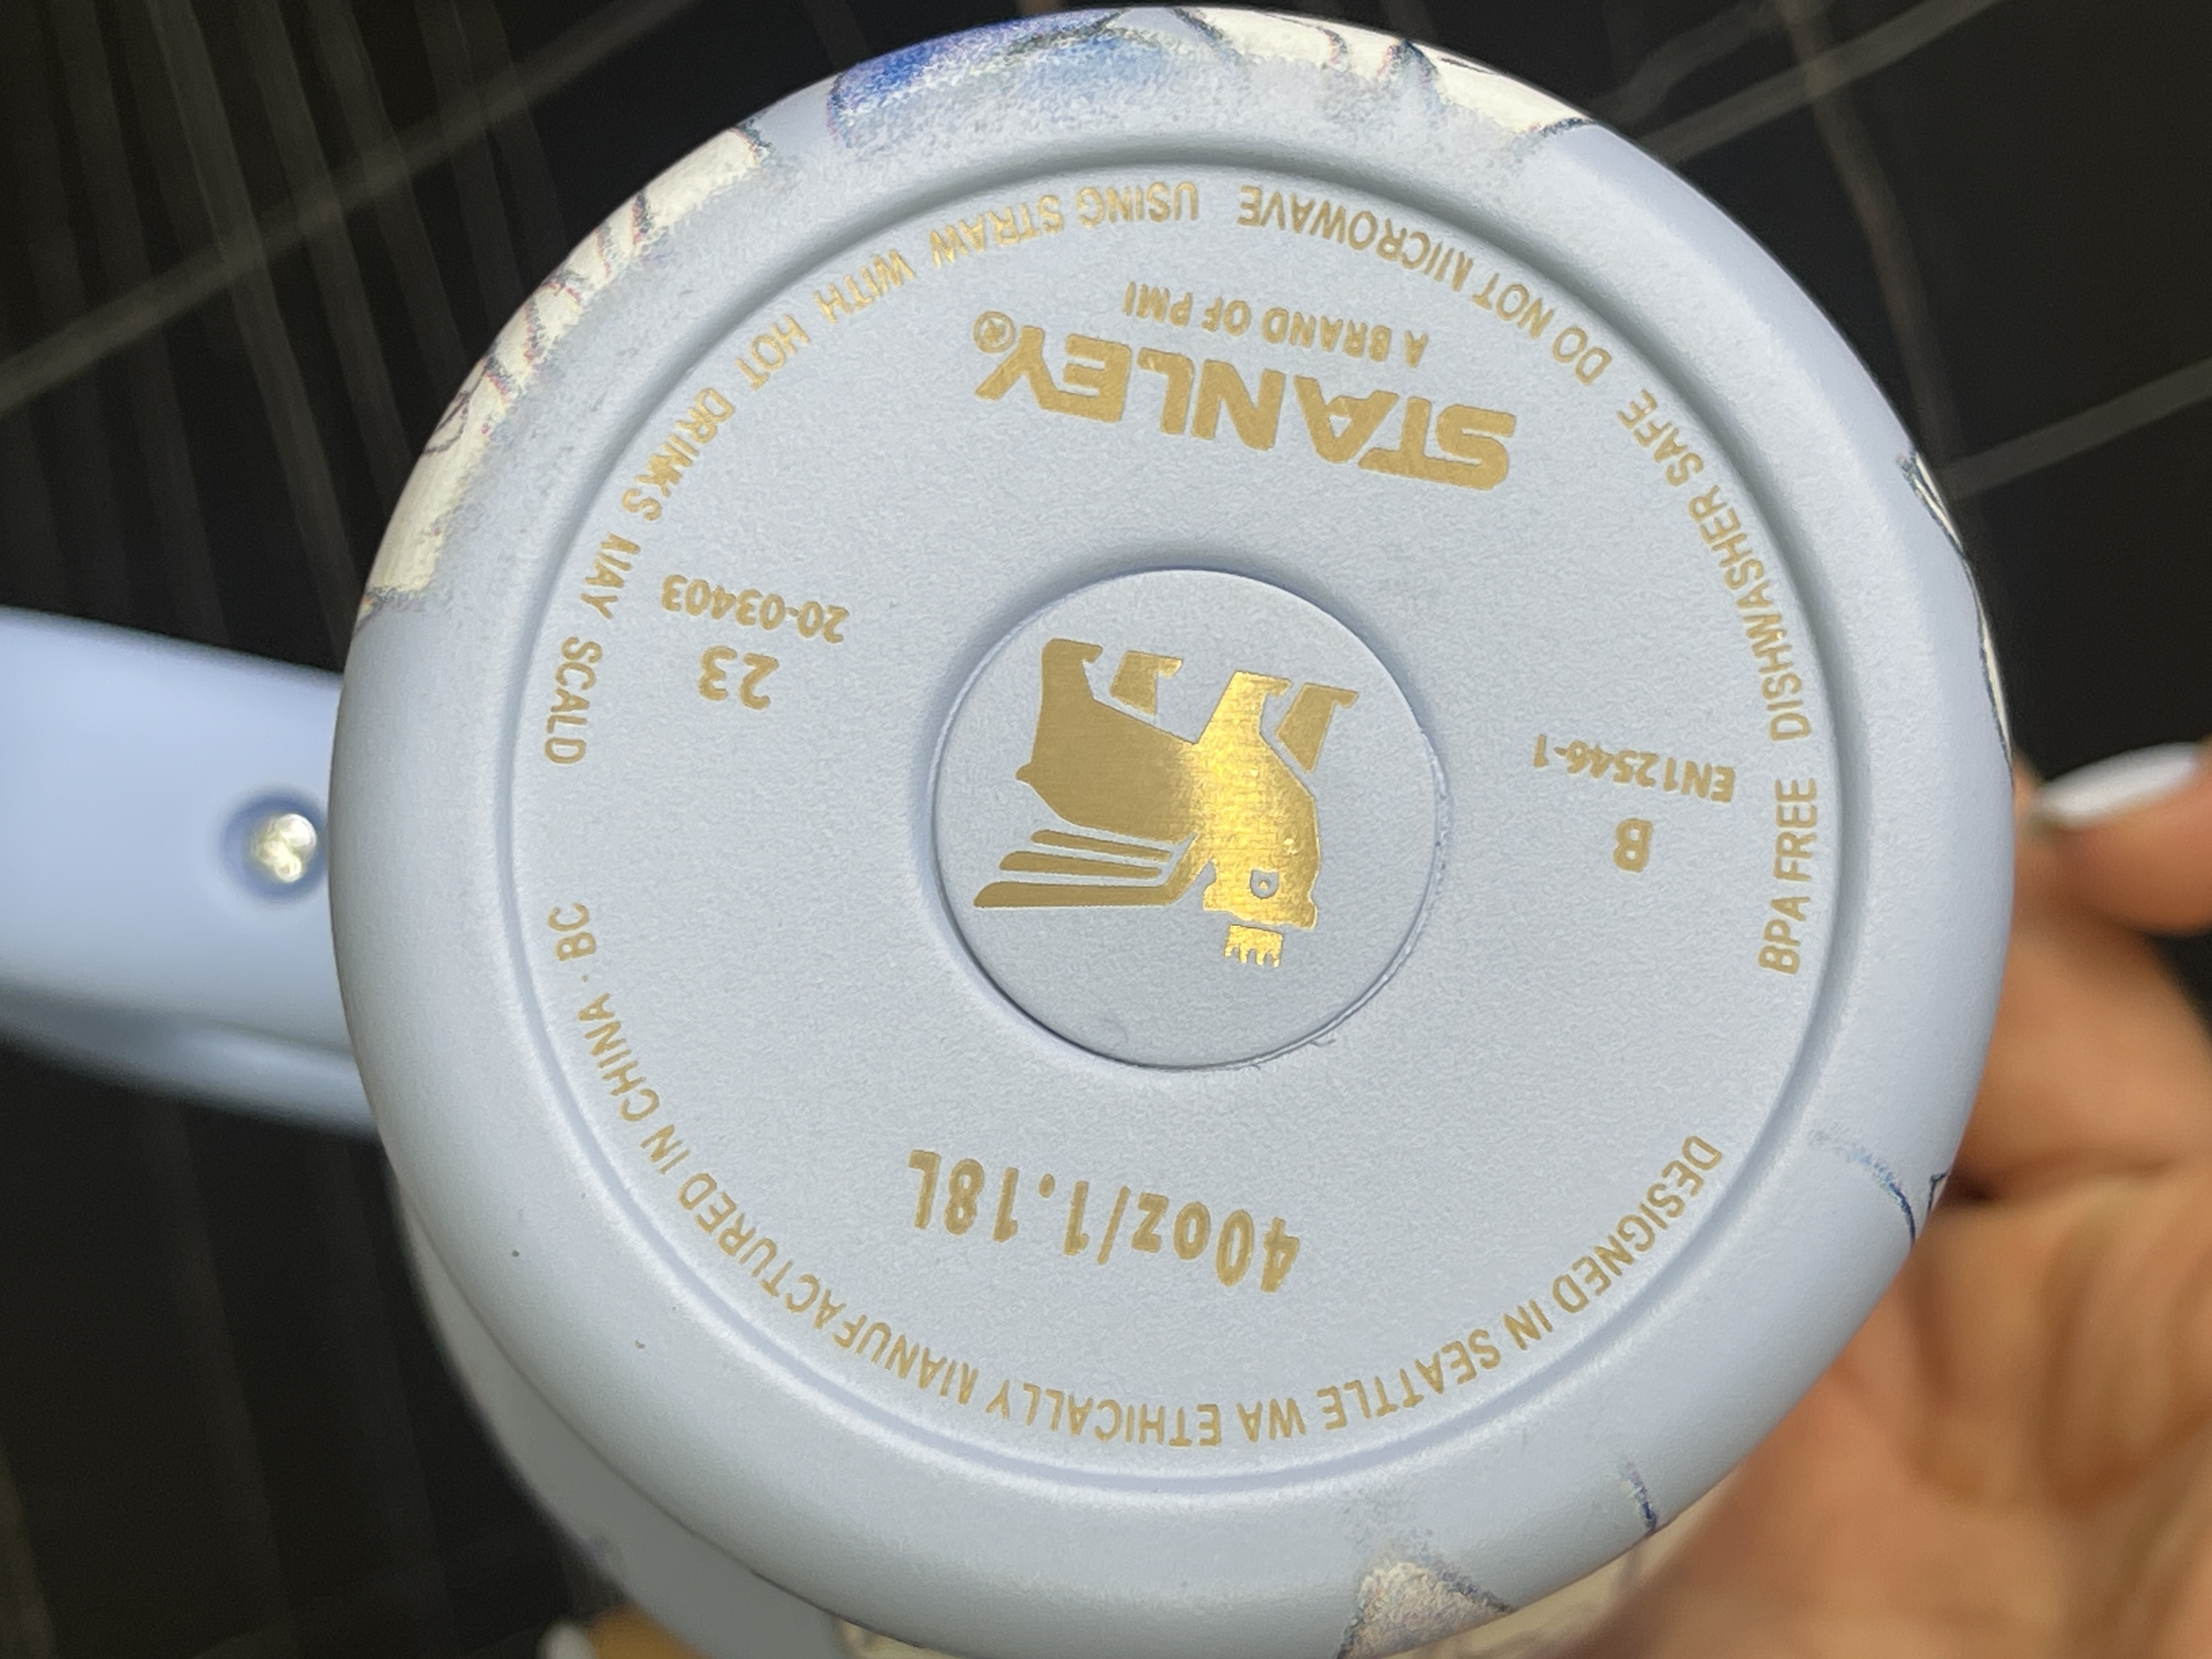 DESIGNED IN SEATTLE WA ETHICALLY MANUFACTURED IN CHINA · BC
40oz/1.18L
B
EN12546-1
23
20-03403
STANLEY®
A BRAND OF PMI
BPA FREE DISHWASHER SAFE DO NOT MICROWAVE USING STRAW WITH HOT DRINKS MAY SCALD